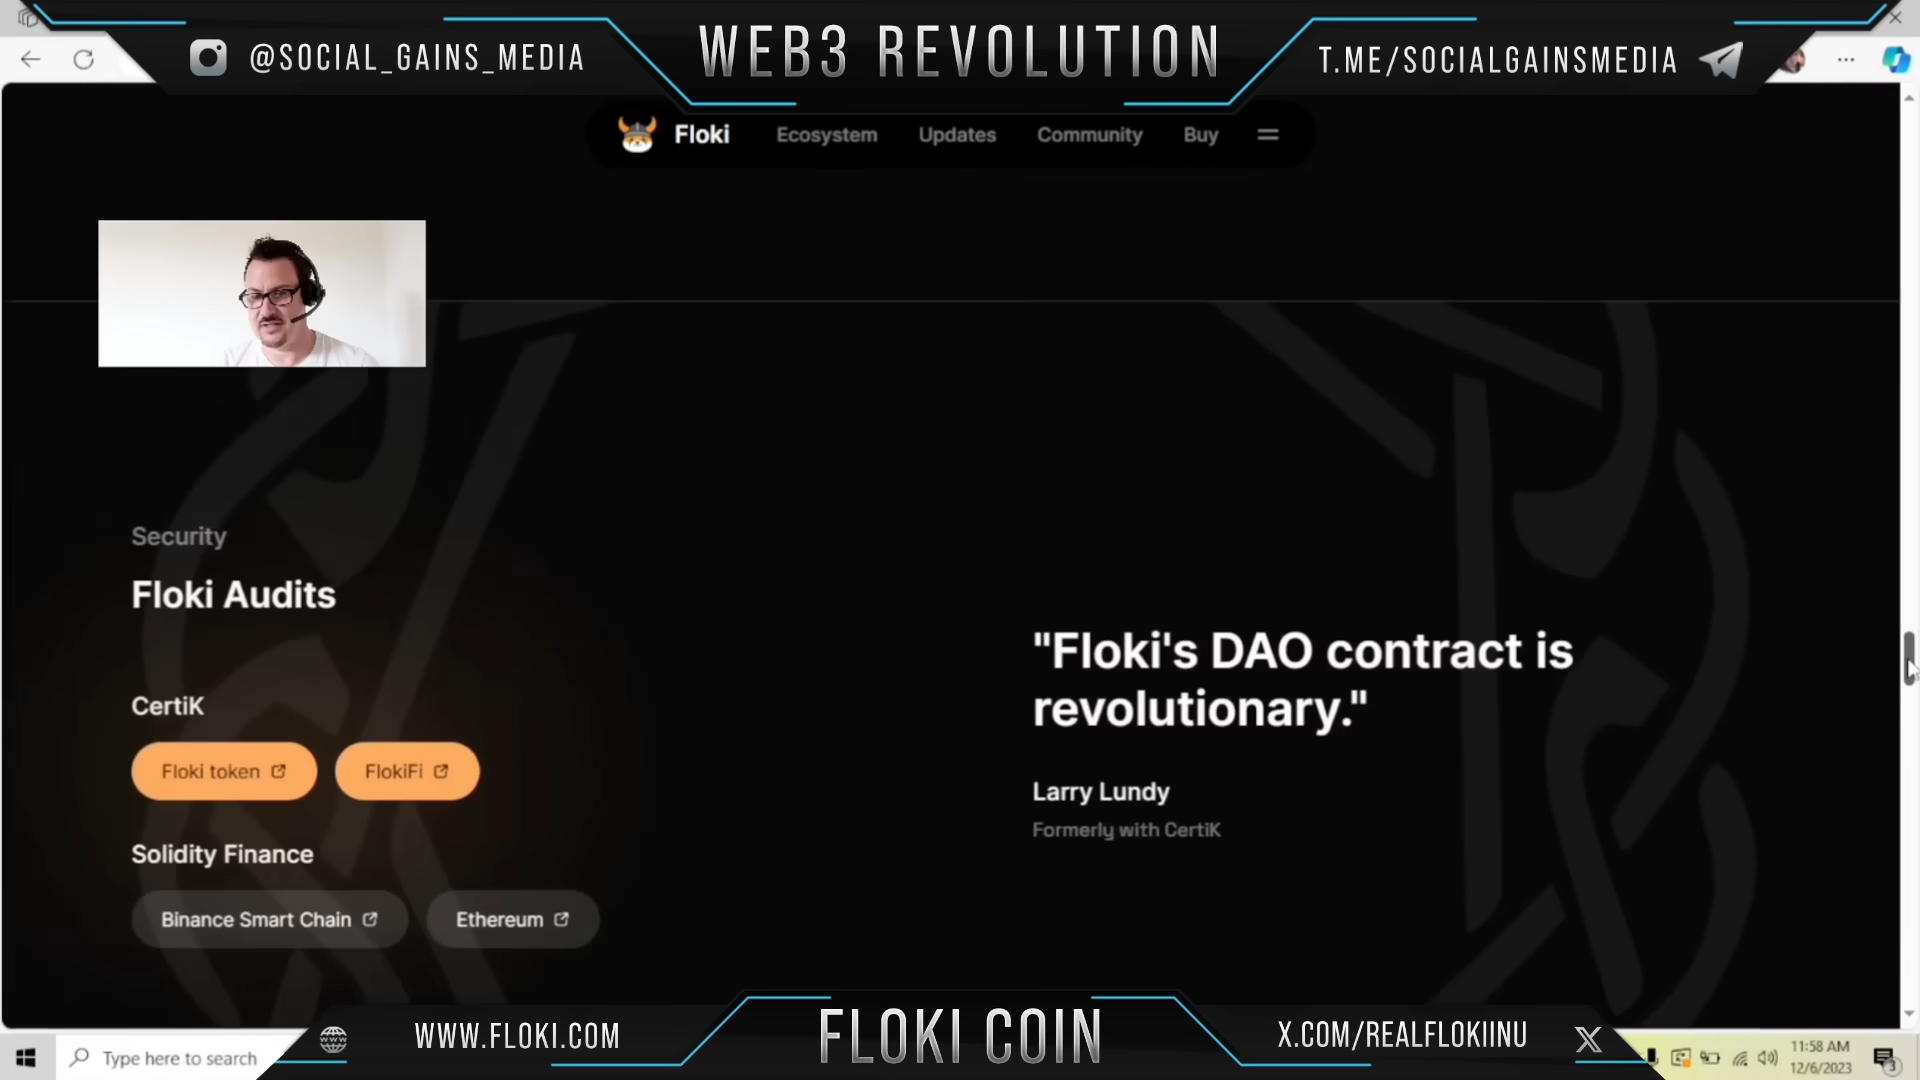 @SOCIAL_GAINS_MEDIA
WEB3 REVOLUTION
T.ME/SOCIALGAINSMEDIA
Floki Ecosystem Updates Community Buy
Security
Floki Audits
CertiK
Floki token FlokiFi
Solidity Finance
Binance Smart Chain Ethereum
"Floki's DAO contract is
revolutionary."
Larry Lundy
Formerly with CertiK
WWW.FLOKI.COM
FLOKI COIN
X.COM/REALFLOKIINU
Type here to search
11:58 AM
12/6/2023
3